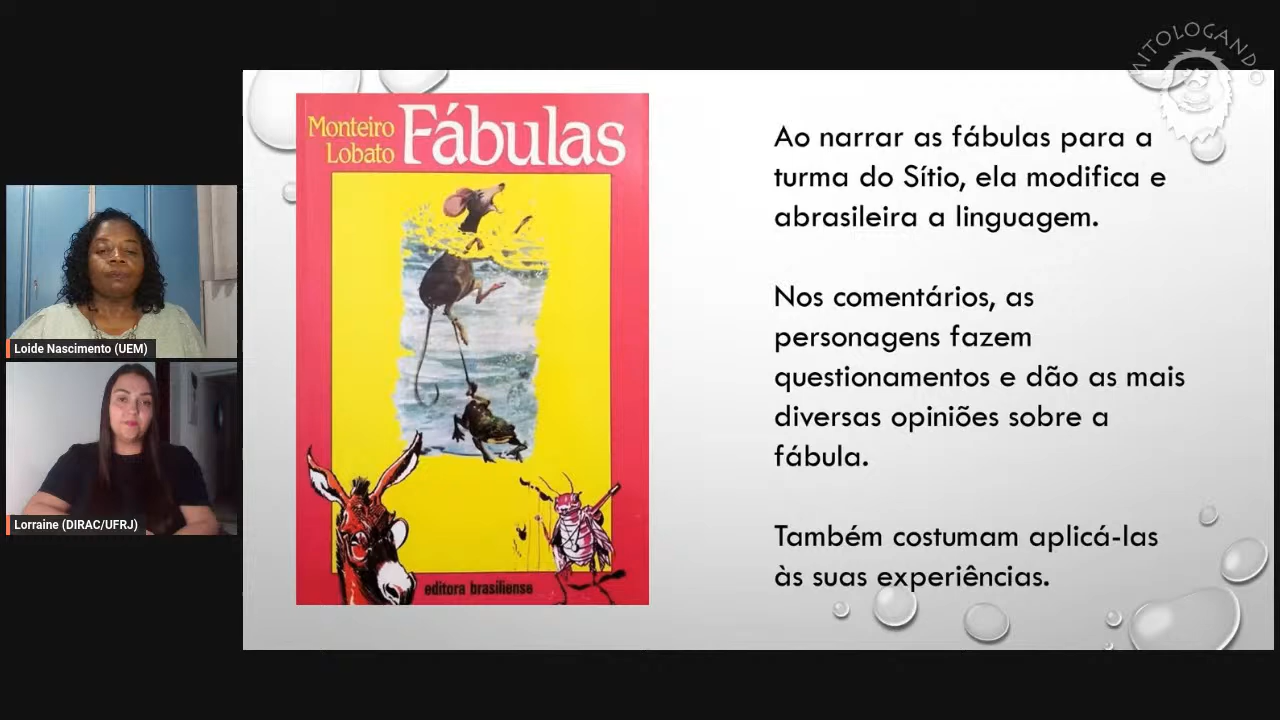 MITOLOGANDO
Monteiro
Lobato
Fábulas
editora brasiliense
Ao narrar as fábulas para a
turma do Sítio, ela modifica e
abrasileira a linguagem.
Nos comentários, as
personagens fazem
questionamentos e dão as mais
diversas opiniões sobre a
fábula.
Também costumam aplicá-las
às suas experiências.
Loide Nascimento (UEM)
Lorraine (DIRAC/UFRJ)